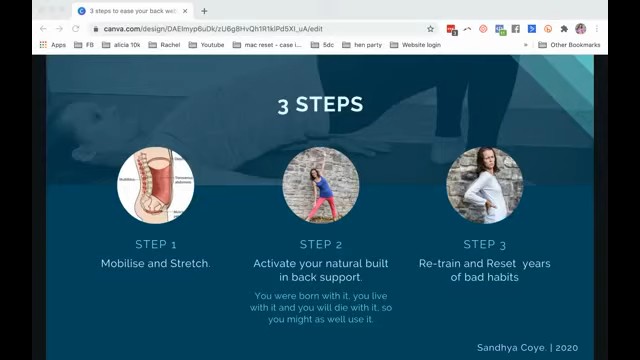 3 steps to ease your back web
canva.com/design/DAEImyp6uDk/zU6g8HvQh1R1kIPd5XI_uA/edit
Apps FB alicia 10k Rachel Youtube mac reset - case i... 5dc hen party Website login » Other Bookmarks
3 STEPS
STEP 1
Mobilise and Stretch.
STEP 2
Activate your natural built
in back support.
You were born with it, you live
with it and you will die with it, so
you might as well use it.
STEP 3
Re-train and Reset years
of bad habits
Sandhya Coye. | 2020